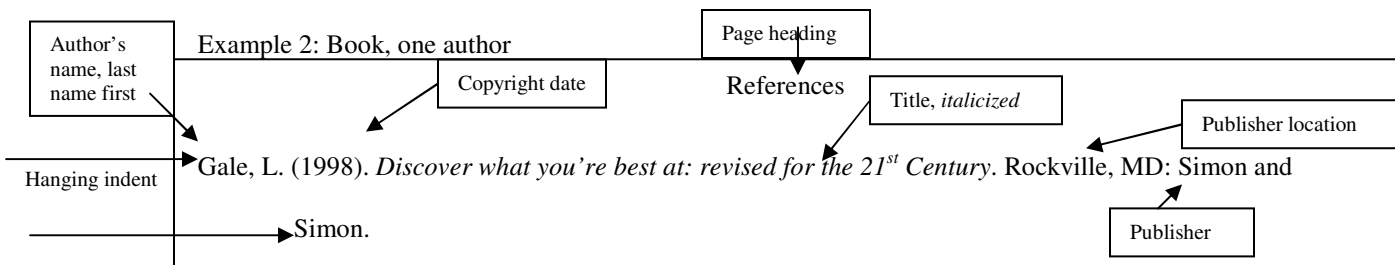 Author's
name, last
name first
Example 2: Book, one author
Page heading
Copyright date
References
Title, italicized
Publisher location
Hanging indent
Gale, L. (1998). Discover what you're best at: revised for the 21st Century. Rockville, MD: Simon and
Simon.
Publisher